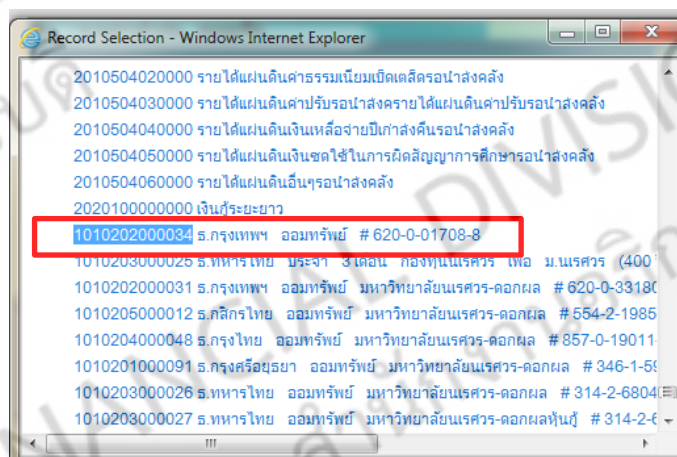 Record Selection - Windows Internet Explorer
2010504020000 รายได้แผ่นดินค่าธรรมเนียมเบ็ดเตล็ดรอนำส่งคลัง
2010504030000 รายได้แผ่นดินค่าปรับรอนำส่งครายได้แผ่นดินค่าปรับรอนำส่งคลัง
2010504040000 รายได้แผ่นดินเงินเหลือจ่ายปีเก่าส่งคืนรอนำส่งคลัง
2010504050000 รายได้แผ่นดินเงินชดใช้ในการผิดสัญญาการศึกษารอนำส่งคลัง
2010504060000 รายได้แผ่นดินอื่นๆรอนำส่งคลัง
2020100000000 เงินกู้ระยะยาว
1010202000034 ธ.กรุงเทพฯ ออมทรัพย์ # 620-0-01708-8
1010203000025 ธ.ทหารไทย ประจำ 3เดือน กองทุนนเรศวร เพื่อ ม.นเรศวร (400
1010202000031 ธ.กรุงเทพฯ ออมทรัพย์ มหาวิทยาลัยนเรศวร-ดอกผล # 620-0-33180
1010205000012 ธ.กสิกรไทย ออมทรัพย์ มหาวิทยาลัยนเรศวร-ดอกผล # 554-2-1985
1010204000048 ธ.กรุงไทย ออมทรัพย์ มหาวิทยาลัยนเรศวร-ดอกผล # 857-0-19011-
1010201000091 ธ.กรุงศรีอยุธยา ออมทรัพย์ มหาวิทยาลัยนเรศวร-ดอกผล # 346-1-59
1010203000026 ธ.ทหารไทย ออมทรัพย์ มหาวิทยาลัยนเรศวร-ดอกผล # 314-2-6804
1010203000027 ธ.ทหารไทย ออมทรัพย์ มหาวิทยาลัยนเรศวร-ดอกผลหุ้นกู้ # 314-2-6